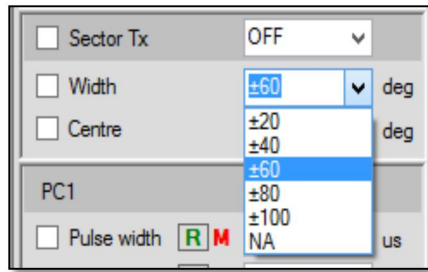 Sector Tx OFF
Width ±60 deg
Centre ±20 deg
±40
±60
PC1 ±80
±100
Pulse width R M NA us